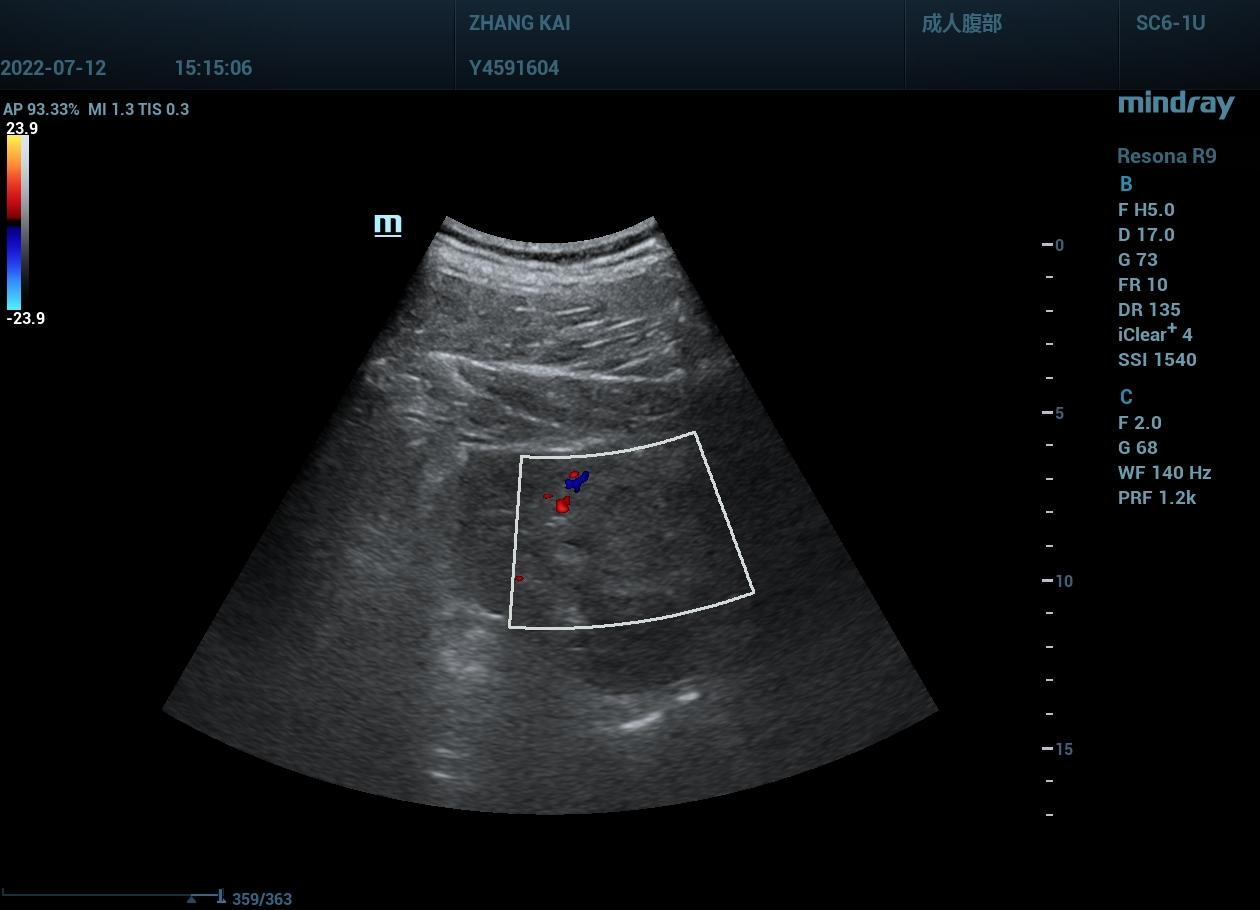 ZHANG KAI
成人腹部
SC6-1U
2022-07-12 15:15:06
Y4591604
AP 93.33% MI 1.3 TIS 0.3
mindray
23.9
-23.9
m
Resona R9
B
F H5.0
D 17.0
G 73
FR 10
DR 135
iClear+ 4
SSI 1540
C
F 2.0
G 68
WF 140 Hz
PRF 1.2k
0
5
10
15
359/363